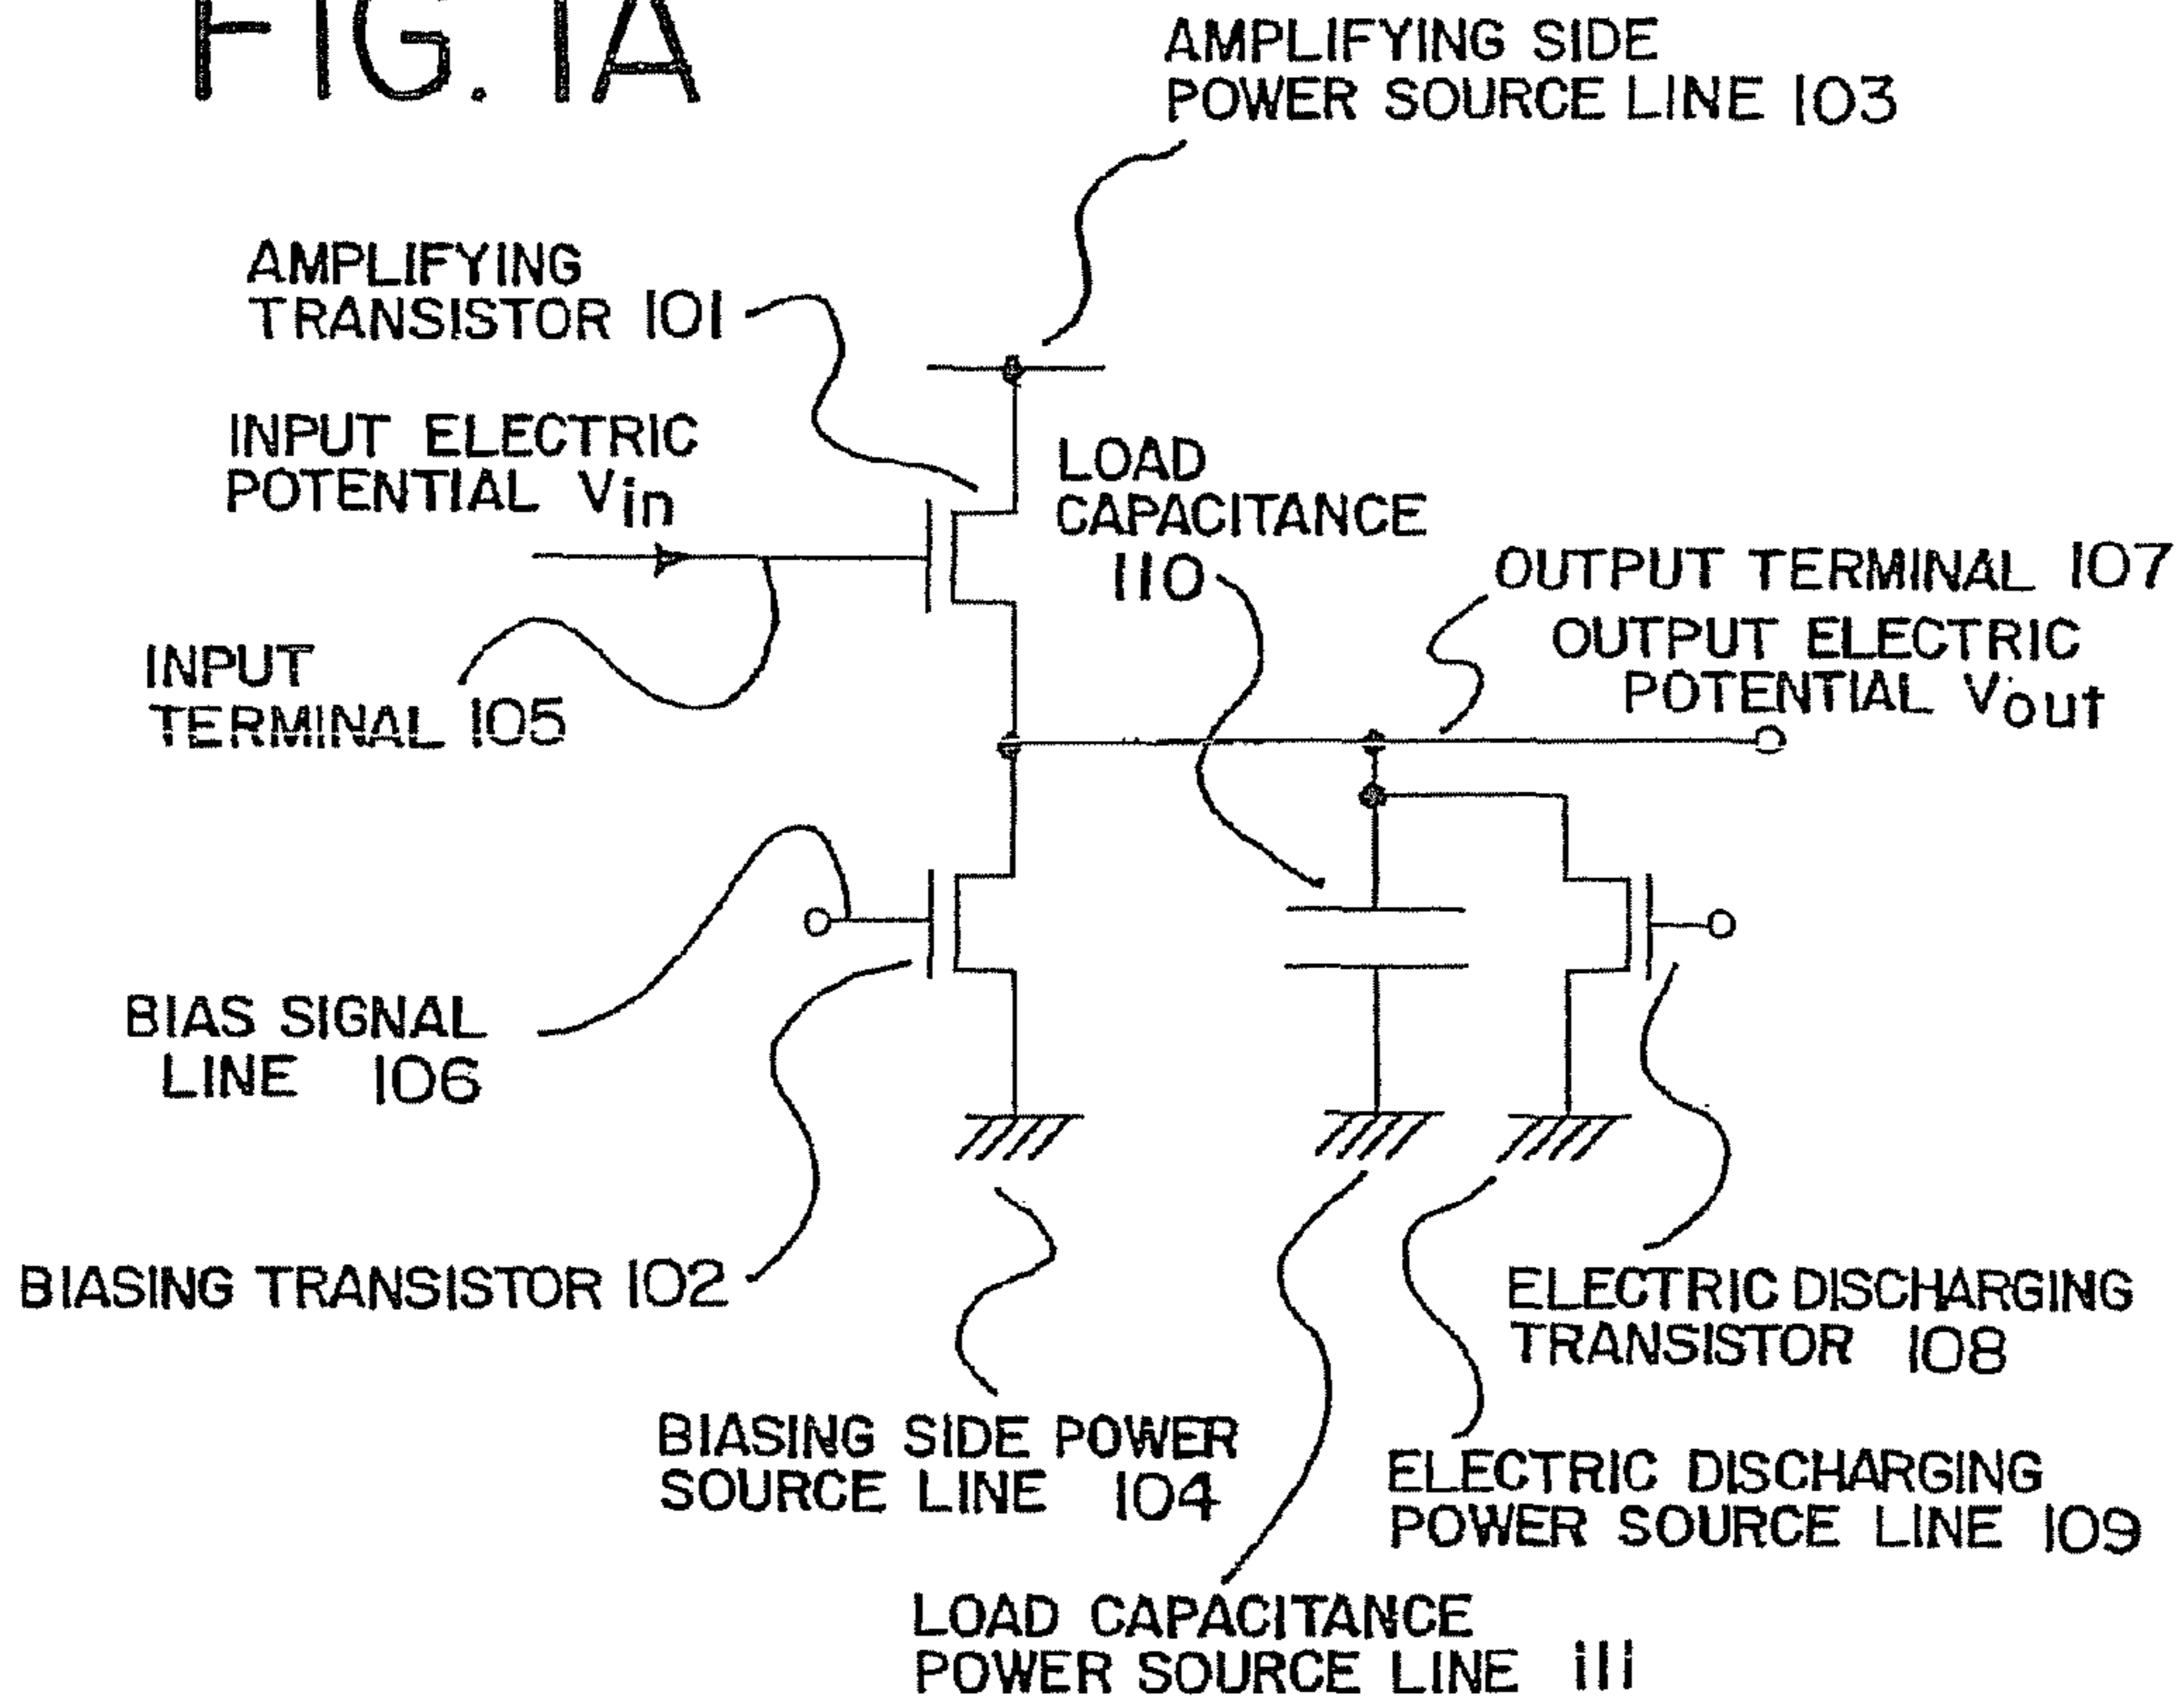 FIG. 1A
AMPLIFYING SIDE
POWER SOURCE LINE 103
AMPLIFYING
TRANSISTOR 101
INPUT ELECTRIC
POTENTIAL Vin
LOAD
CAPACITANCE
110
OUTPUT TERMINAL 107
OUTPUT ELECTRIC
POTENTIAL Vout
INPUT
TERMINAL 105
BIAS SIGNAL
LINE 106
BIASING TRANSISTOR 102
ELECTRIC DISCHARGING
TRANSISTOR 108
BIASING SIDE POWER
SOURCE LINE 104
ELECTRIC DISCHARGING
POWER SOURCE LINE 109
LOAD CAPACITANCE
POWER SOURCE LINE 111